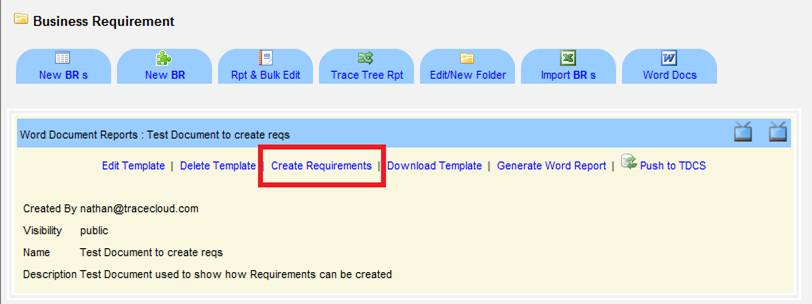 Business Requirement
New BR s
New BR
Rpt & Bulk Edit
Trace Tree Rpt
Edit/New Folder
Import BR s
Word Docs
Word Document Reports : Test Document to create reqs
Edit Template | Delete Template | Create Requirements | Download Template | Generate Word Report | Push to TDCS
Created By nathan@tracecloud.com
Visibility public
Name Test Document to create reqs
Description Test Document used to show how Requirements can be created